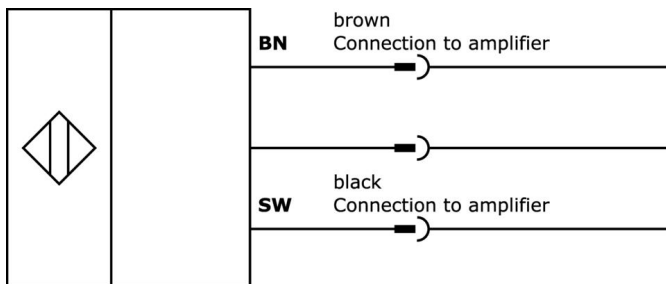 brown
BN Connection to amplifier
black
SW Connection to amplifier